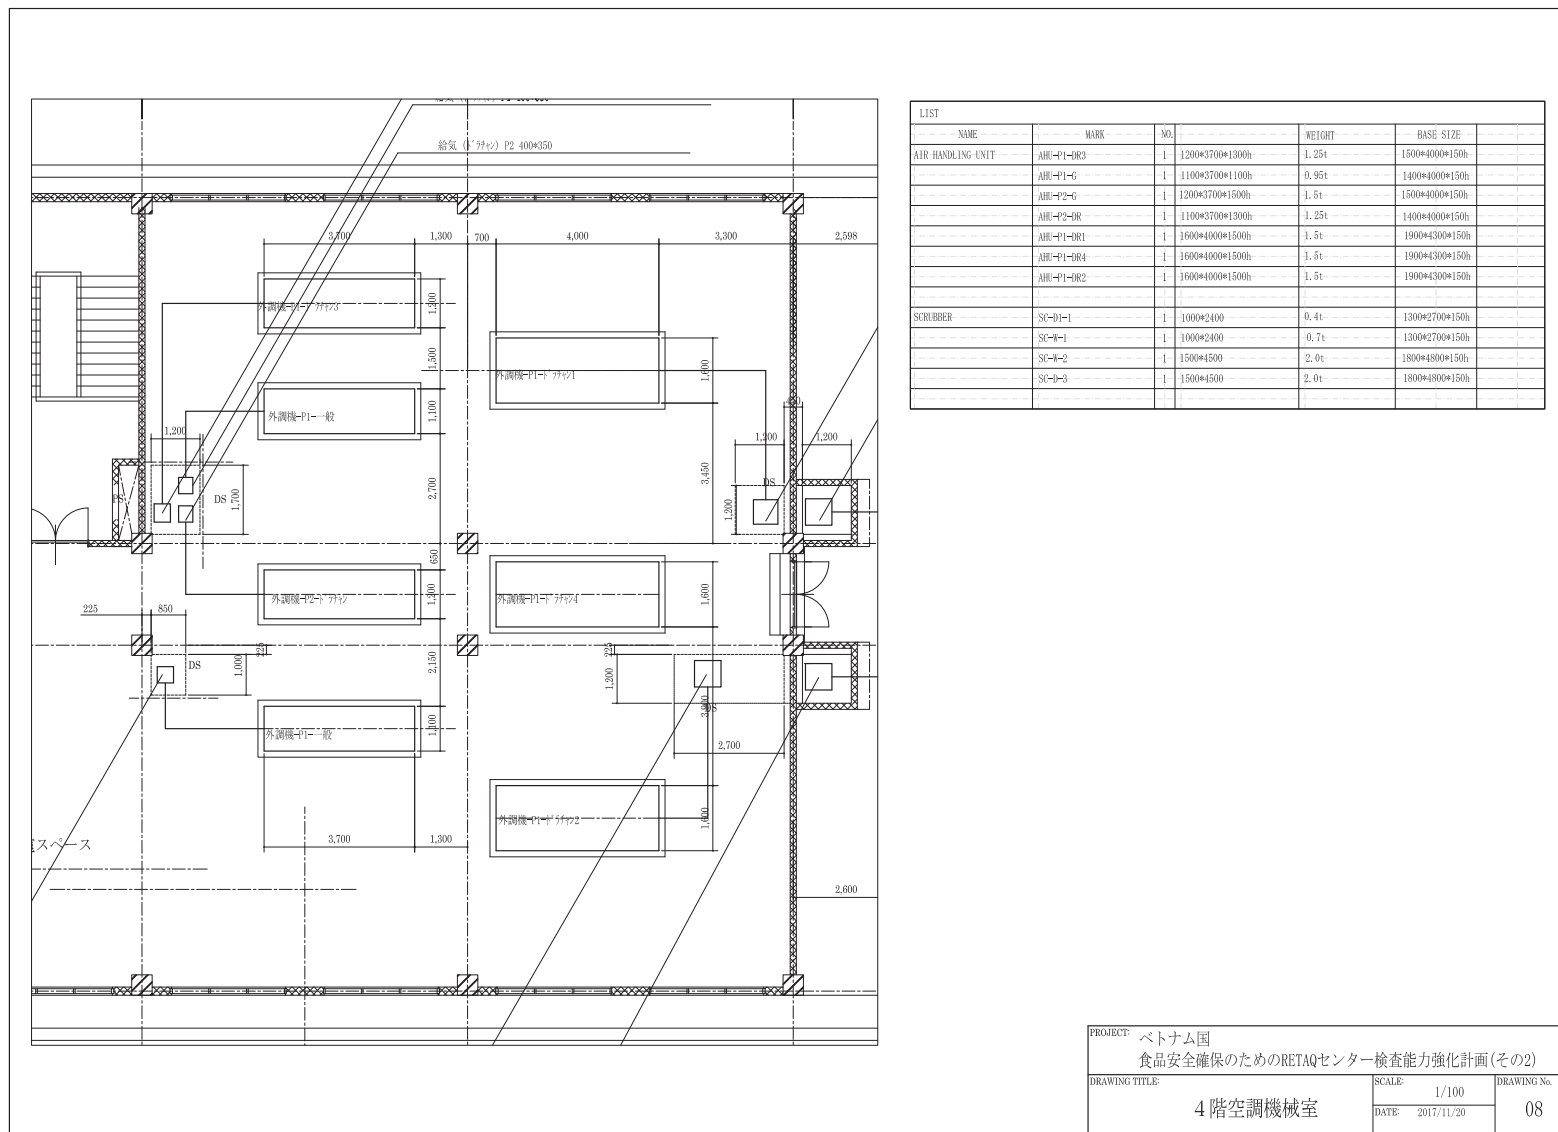 給気 (ﾄﾞﾗﾁｬﾝ) P2 400*350
3,700
1,300
700
4,000
3,300
2,598
外調機-P1-ﾄﾞﾗﾁｬﾝ3
1,200
1,500
外調機-P1-ﾄﾞﾗﾁｬﾝ1
1,600
外調機-P1-一般
1,100
1,200
1,200
1,200
PS
DS
1,700
2,700
3,450
DS
1,200
650
外調機-P2-ﾄﾞﾗﾁｬﾝ
1,200
外調機-P1-ﾄﾞﾗﾁｬﾝ4
1,600
225
850
225
225
DS
1,000
2,150
1,200
DS
外調機-P1-一般
1,100
2,700
外調機-P1-ﾄﾞﾗﾁｬﾝ2
1,600
3,700
1,300
スペース
2,600
LIST
NAME MARK NO. WEIGHT BASE SIZE
AIR HANDLING UNIT AHU-P1-DR3 1 1200*3700*1300h 1.25t 1500*4000*150h
AHU-P1-G 1 1100*3700*1100h 0.95t 1400*4000*150h
AHU-P2-G 1 1200*3700*1500h 1.5t 1500*4000*150h
AHU-P2-DR 1 1100*3700*1300h 1.25t 1400*4000*150h
AHU-P1-DR1 1 1600*4000*1500h 1.5t 1900*4300*150h
AHU-P1-DR4 1 1600*4000*1500h 1.5t 1900*4300*150h
AHU-P1-DR2 1 1600*4000*1500h 1.5t 1900*4300*150h
SCRUBBER SC-D1-1 1 1000*2400 0.4t 1300*2700*150h
SC-W-1 1 1000*2400 0.7t 1300*2700*150h
SC-W-2 1 1500*4500 2.0t 1800*4800*150h
SC-D-3 1 1500*4500 2.0t 1800*4800*150h
PROJECT: ベトナム国
食品安全確保のためのRETAQセンター検査能力強化計画(その2)
DRAWING TITLE: 4階空調機械室
SCALE: 1/100
DATE: 2017/11/20
DRAWING No. 08